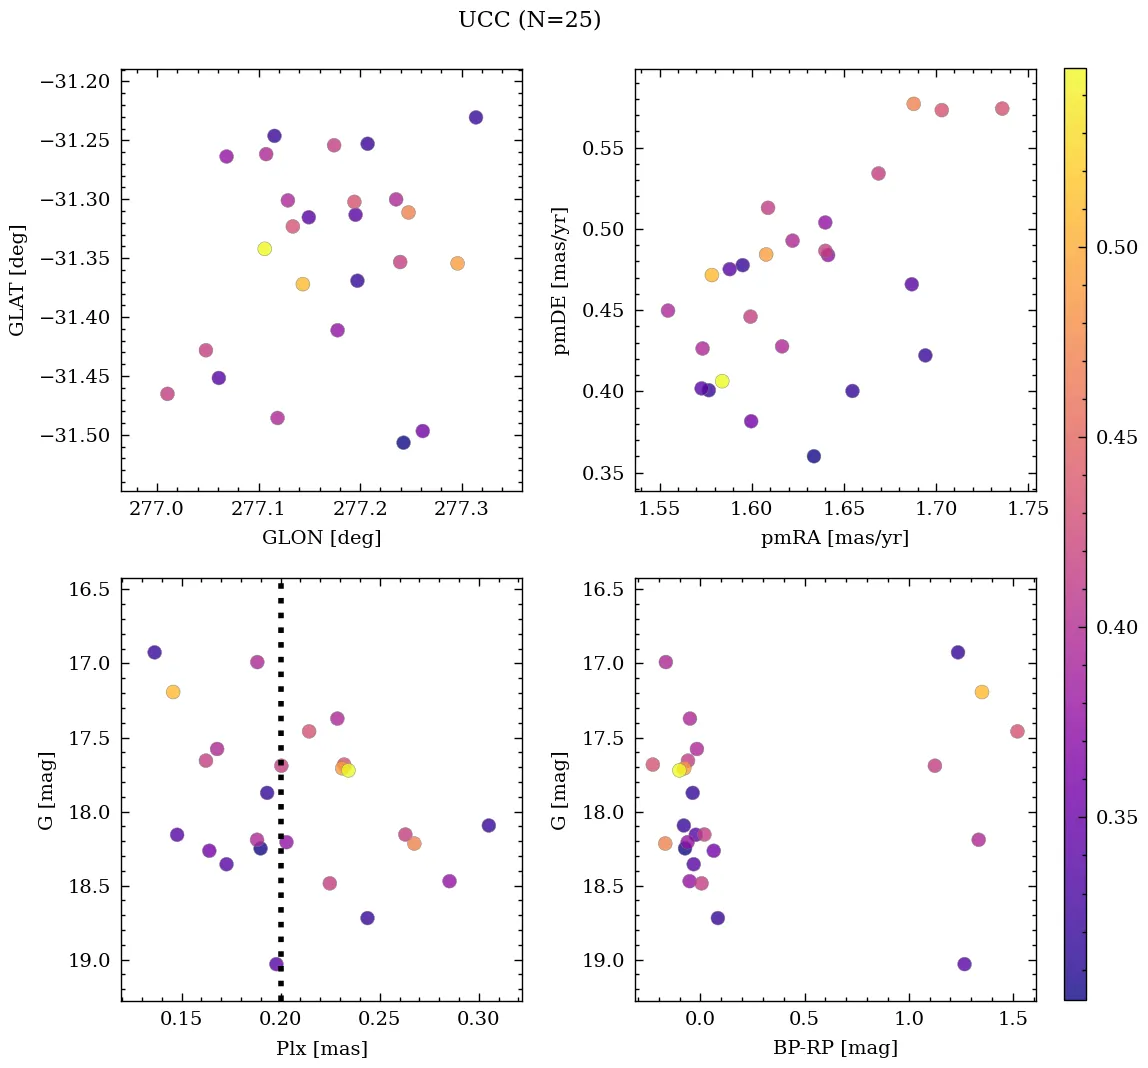 UCC (N=25)
−31.20
−31.25
−31.30
−31.35
−31.40
−31.45
−31.50
GLAT [deg]
277.0 277.1 277.2 277.3
GLON [deg]
0.55
0.50
0.45
0.40
0.35
pmDE [mas/yr]
1.55 1.60 1.65 1.70 1.75
pmRA [mas/yr]
16.5
17.0
17.5
18.0
18.5
19.0
G [mag]
0.15 0.20 0.25 0.30
Plx [mas]
16.5
17.0
17.5
18.0
18.5
19.0
G [mag]
0.0 0.5 1.0 1.5
BP-RP [mag]
0.50
0.45
0.40
0.35